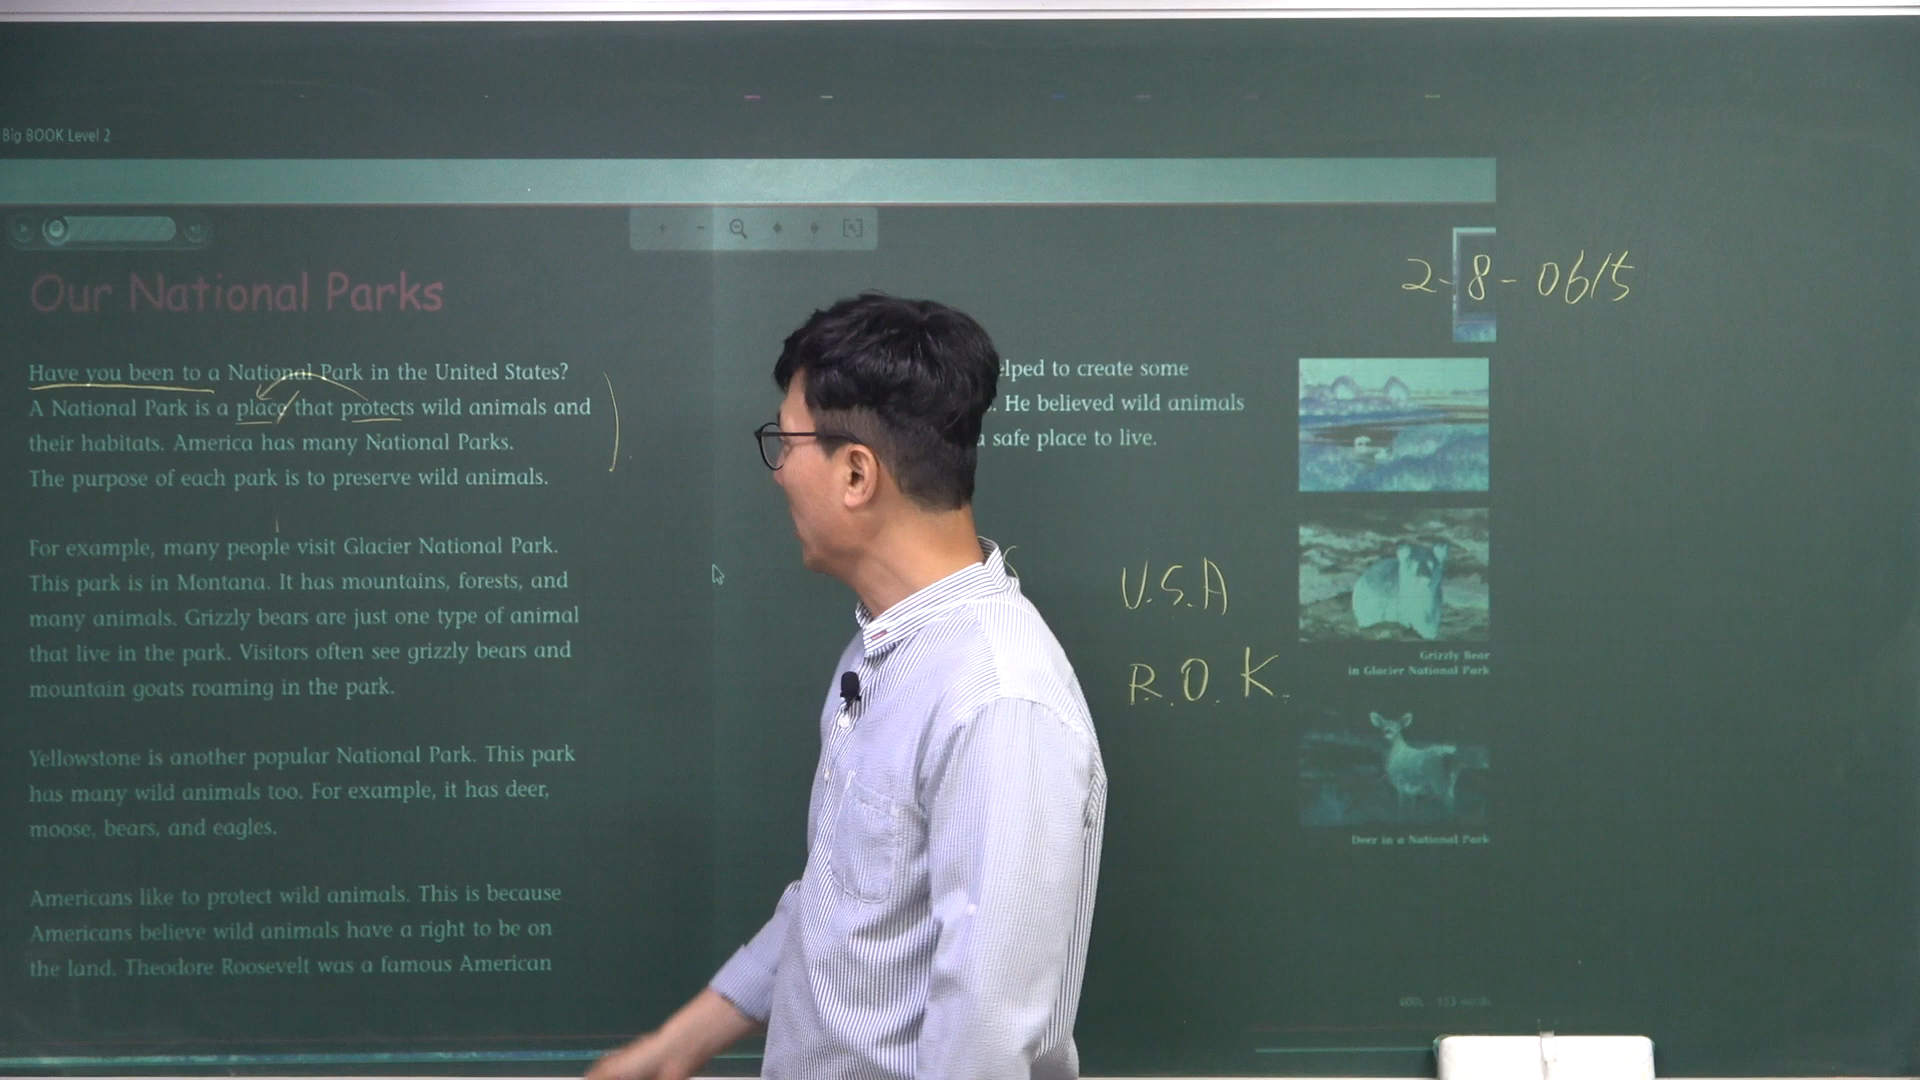 Big BOOK Level 2
Our National Parks
Have you been to a National Park in the United States?
A National Park is a place that protects wild animals and
their habitats. America has many National Parks.
The purpose of each park is to preserve wild animals.
For example, many people visit Glacier National Park.
This park is in Montana. It has mountains, forests, and
many animals. Grizzly bears are just one type of animal
that live in the park. Visitors often see grizzly bears and
mountain goats roaming in the park.
Yellowstone is another popular National Park. This park
has many wild animals too. For example, it has deer,
moose, bears, and eagles.
Americans like to protect wild animals. This is because
Americans believe wild animals have a right to be on
the land. Theodore Roosevelt was a famous American
to create some
He believed wild animals
safe place to live.
2-8-0615
U.S.A
R.O.K.
Grizzly Bear
in Glacier National Park
Deer in a National Park